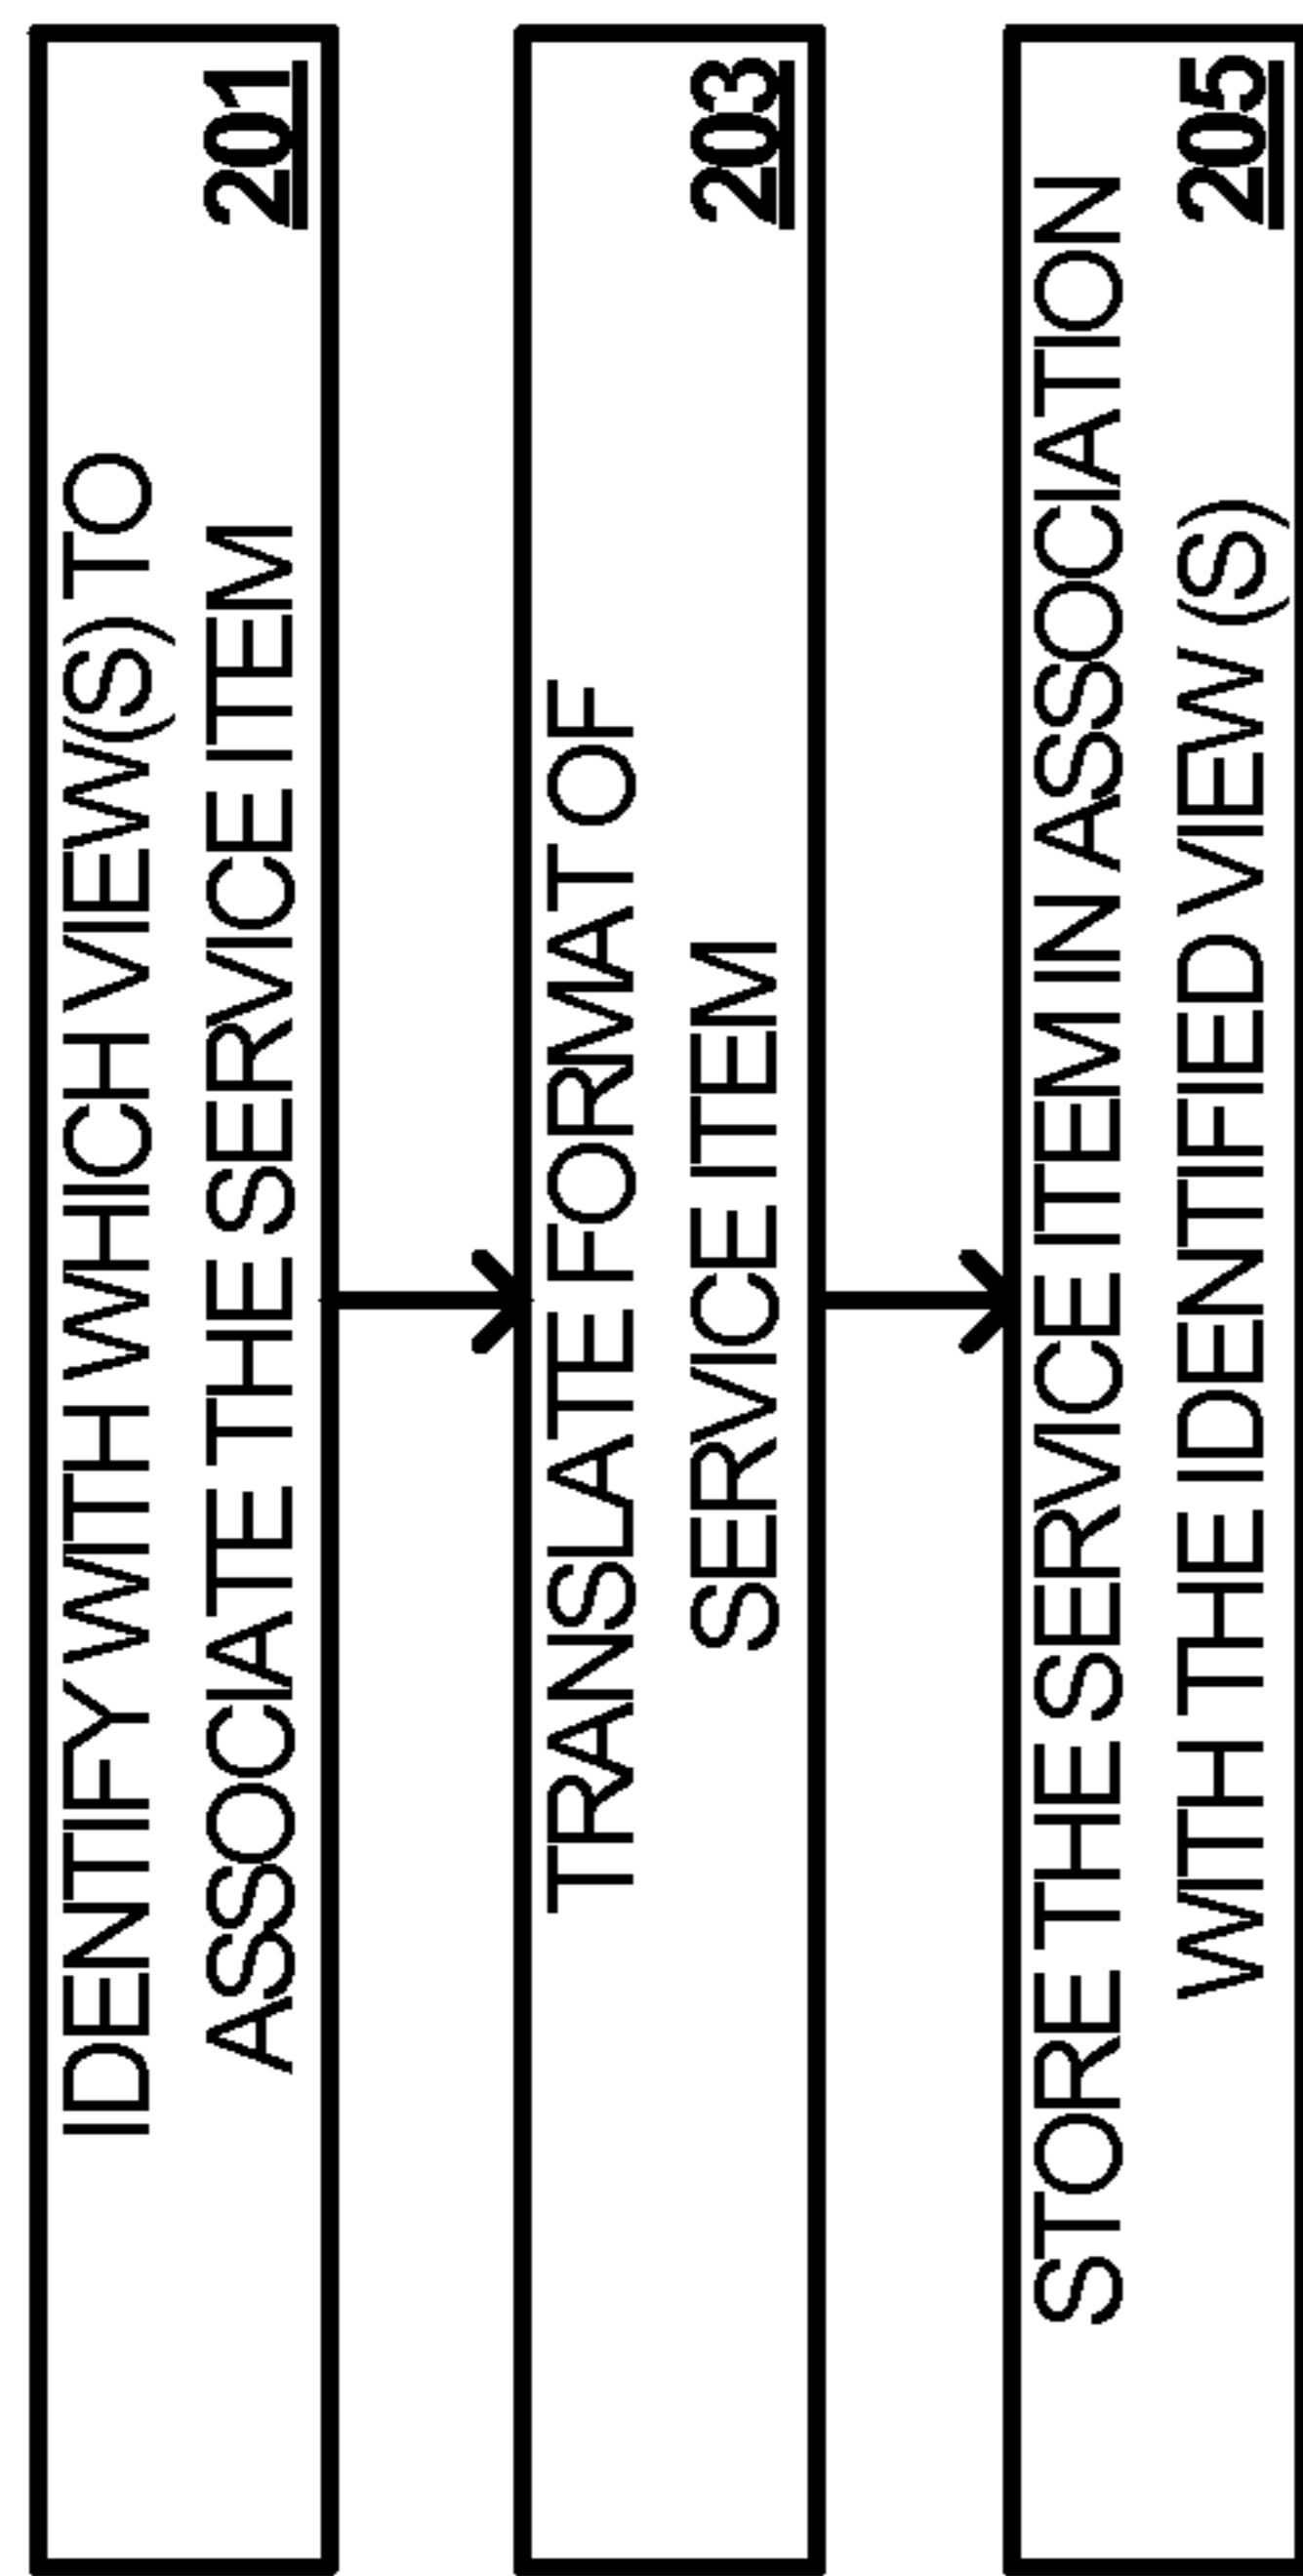 IDENTIFY WITH WHICH VIEW(S) TO
ASSOCIATE THE SERVICE ITEM
201
TRANSLATE FORMAT OF
SERVICE ITEM
203
STORE THE SERVICE ITEM IN ASSOCIATION
WITH THE IDENTIFIED VIEW (S)
205